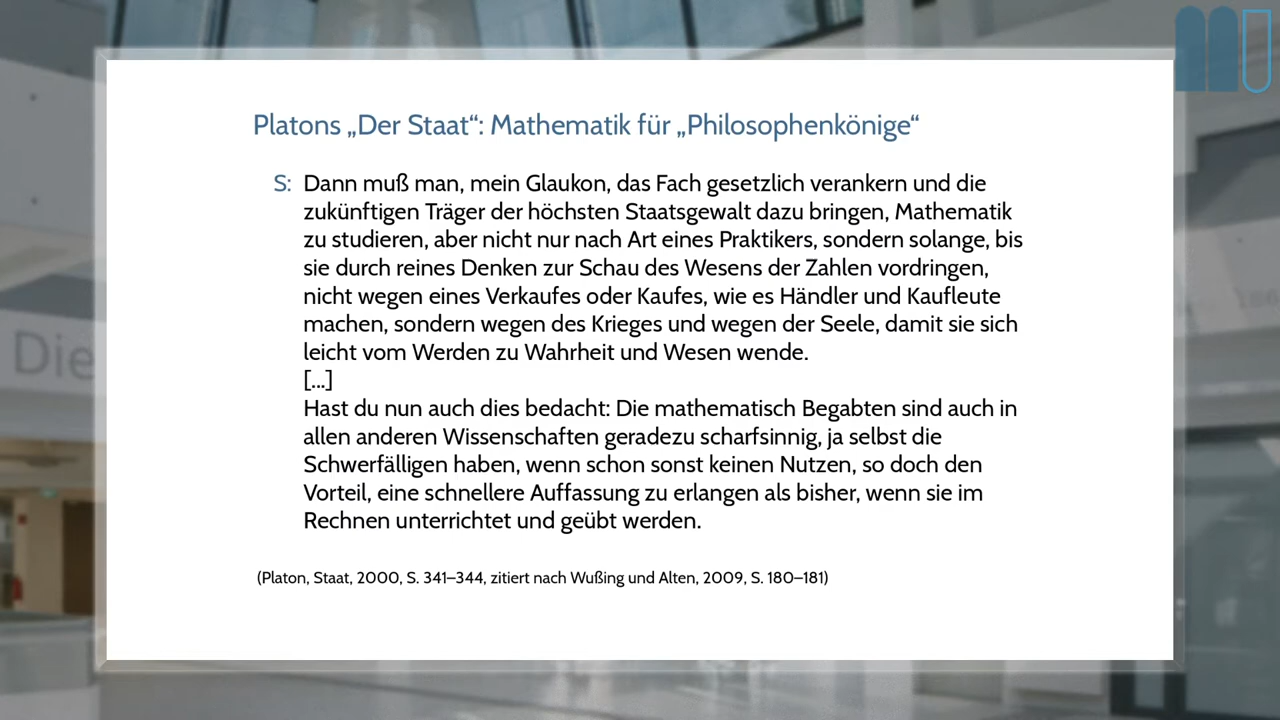 Platons „Der Staat“: Mathematik für „Philosophenkönige“
S: Dann muß man, mein Glaukon, das Fach gesetzlich verankern und die
zukünftigen Träger der höchsten Staatsgewalt dazu bringen, Mathematik
zu studieren, aber nicht nur nach Art eines Praktikers, sondern solange, bis
sie durch reines Denken zur Schau des Wesens der Zahlen vordringen,
nicht wegen eines Verkaufes oder Kaufes, wie es Händler und Kaufleute
machen, sondern wegen des Krieges und wegen der Seele, damit sie sich
leicht vom Werden zu Wahrheit und Wesen wende.
[...]
Hast du nun auch dies bedacht: Die mathematisch Begabten sind auch in
allen anderen Wissenschaften geradezu scharfsinnig, ja selbst die
Schwerfälligen haben, wenn schon sonst keinen Nutzen, so doch den
Vorteil, eine schnellere Auffassung zu erlangen als bisher, wenn sie im
Rechnen unterrichtet und geübt werden.
(Platon, Staat, 2000, S. 341–344, zitiert nach Wußing und Alten, 2009, S. 180–181)
Die